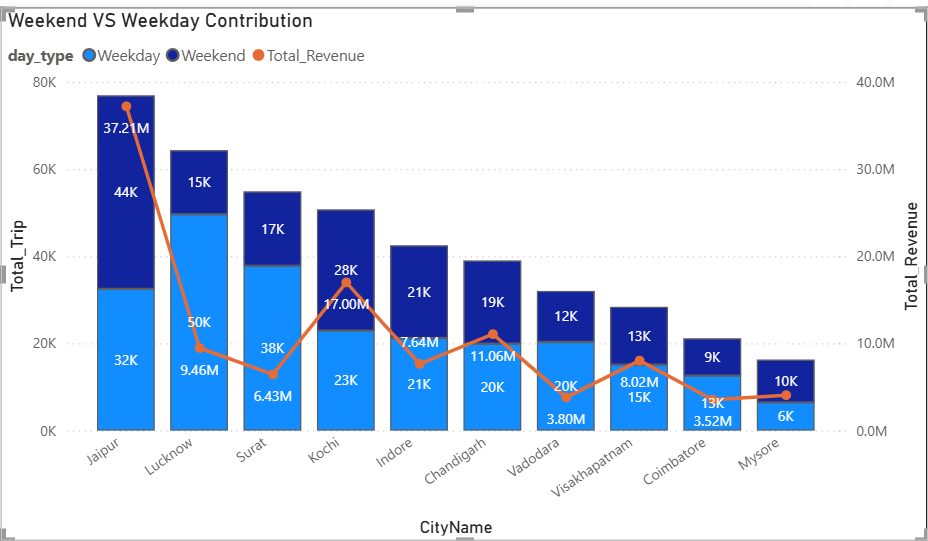 Weekend VS Weekday Contribution
day_type Weekday Weekend Total_Revenue
80K 40.0M
37.21M
44K 15K
60K 30.0M
17K
Total_Trip Total_Revenue
40K 28K 20.0M
17.00M 21K 19K
12K
50K 13K
20K 38K 7.64M 10.0M
32K 9.46M 11.06M 9K
6.43M 23K 21K 20K 20K 8.02M 10K
15K 13K
3.80M 3.52M 6K
0K 0.0M
Jaipur Lucknow Surat Kochi Indore Chandigarh Vadodara Visakhapatnam Coimbatore Mysore
CityName